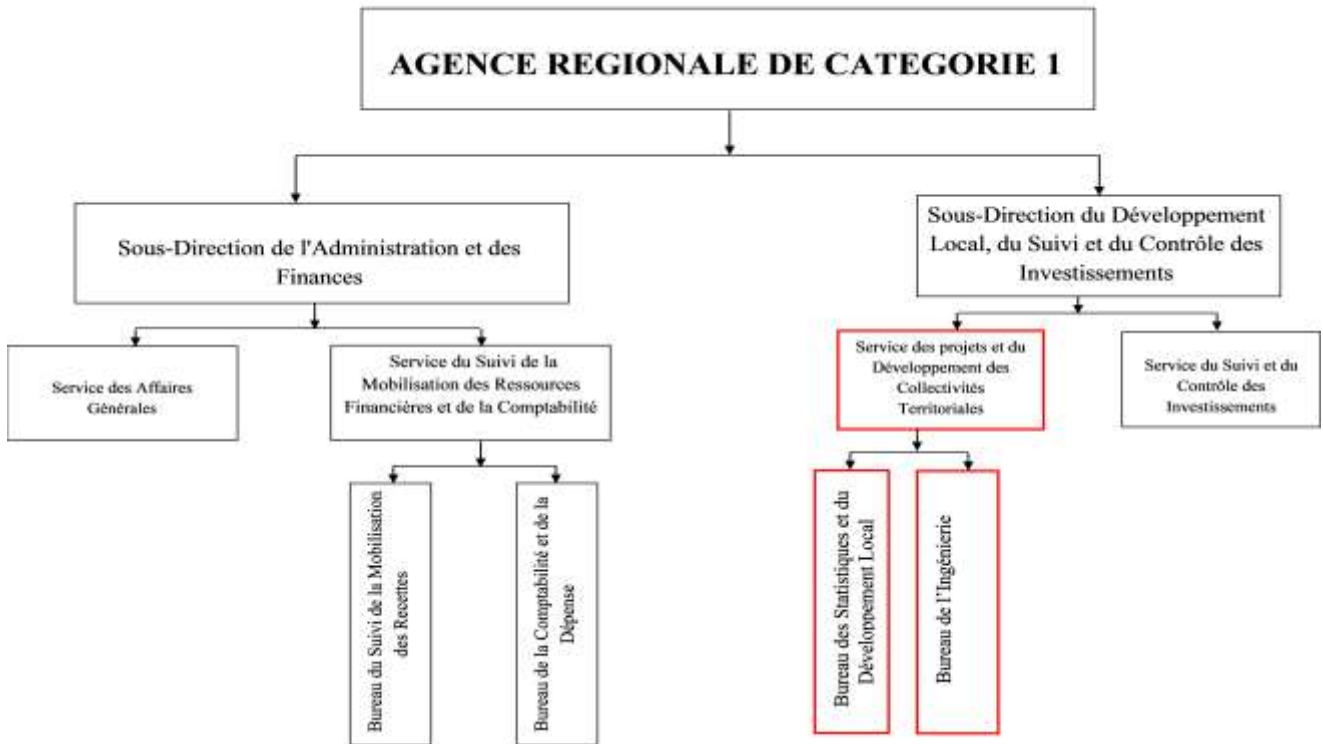 AGENCE REGIONALE DE CATEGORIE 1
Sous-Direction de l'Administration et des
Finances
Sous-Direction du Développement
Local, du Suivi et du Contrôle des
Investissements
Service des Affaires
Générales
Service du Suivi de la
Mobilisation des Ressources
Financières et de la Comptabilité
Service des projets et du
Développement des
Collectivités
Territoriales
Service du Suivi et du
Contrôle des
Investissements
Bureau du Suivi de la Mobilisation
des Recettes
Bureau de la Comptabilité et de la
Dépense
Bureau des Statistiques et du
Développement Local
Bureau de l’Ingénierie